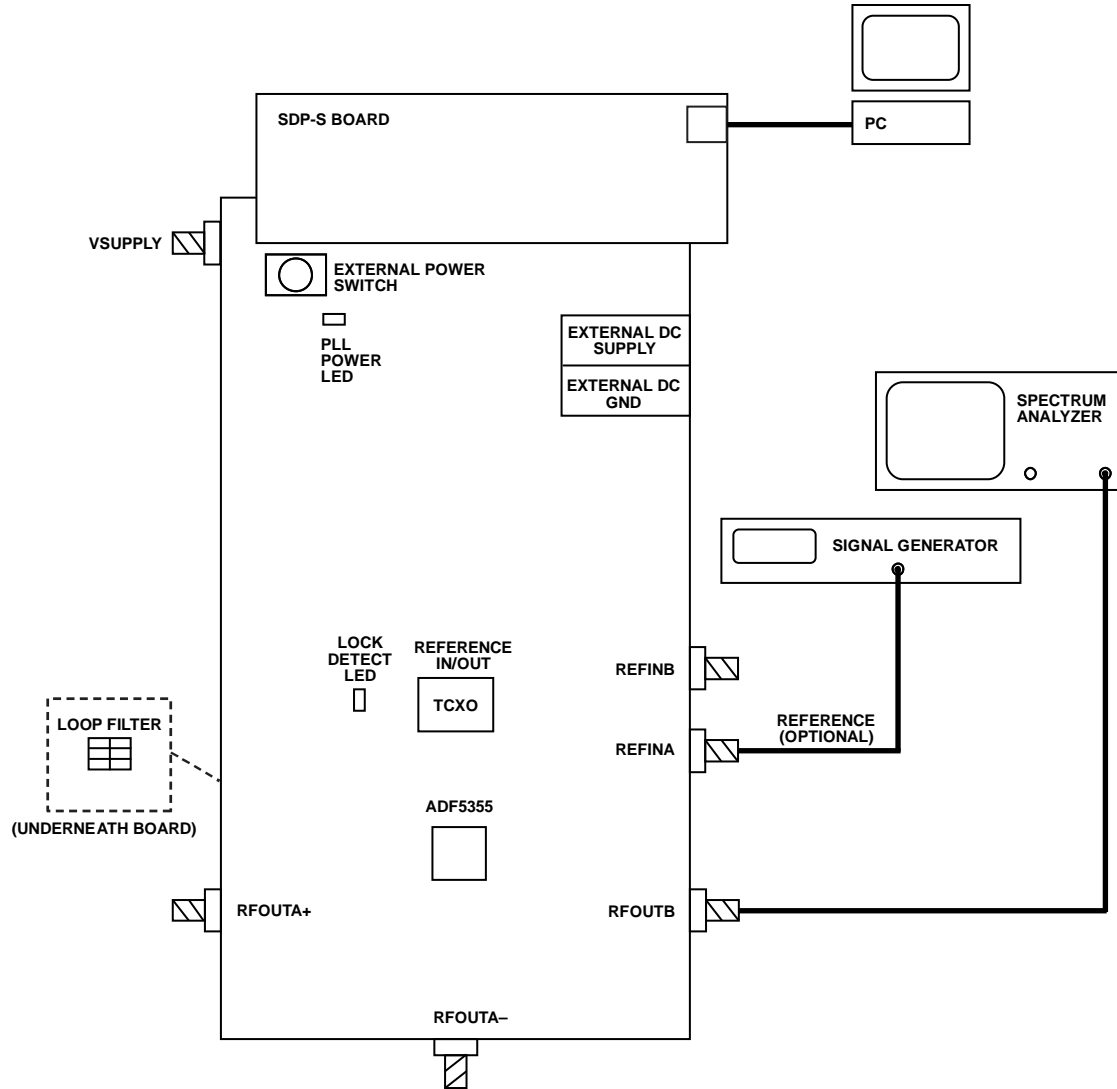 SDP-S BOARD
PC
VSUPPLY
EXTERNAL POWER
SWITCH
PLL
POWER
LED
EXTERNAL DC
SUPPLY
EXTERNAL DC
GND
SPECTRUM
ANALYZER
SIGNAL GENERATOR
LOCK
DETECT
LED
REFERENCE
IN/OUT
TCXO
REFINB
LOOP FILTER
(UNDERNEATH BOARD)
REFINA
REFERENCE
(OPTIONAL)
ADF5355
RFOUTA+
RFOUTB
RFOUTA–